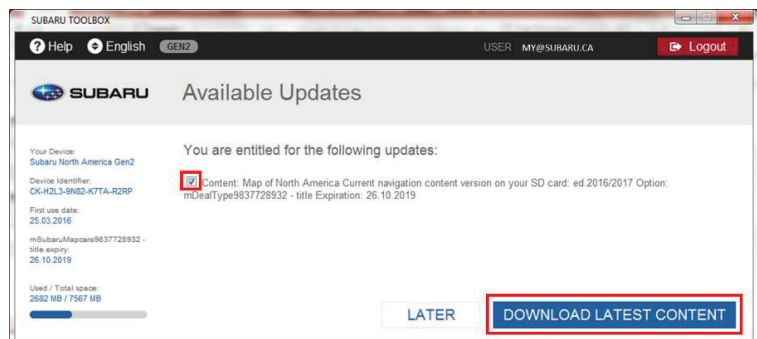 SUBARU TOOLBOX
Help English GEN2 USER MY@SUBARU.CA Logout
SUBARU Available Updates
Your Device:
Subaru North America Gen2
Device Identifier:
CK-H2L3-9N82-K7TA-R2RP
First use date:
25.03.2016
mSubaruMapcare9837728932 -
title expiry:
26.10.2019
Used / Total space:
2682 MB / 7567 MB
You are entitled for the following updates:
Content: Map of North America Current navigation content version on your SD card: ed.2016/2017 Option:
mDealType9837728932 - title Expiration: 26.10.2019
LATER DOWNLOAD LATEST CONTENT